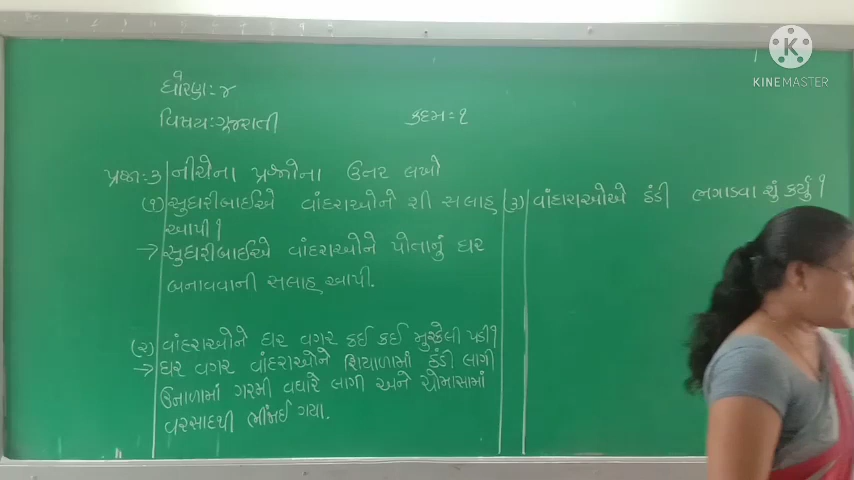 ધોરણ:૪
વિષય:ગુજરાતી
કદમ:૧
પ્રશ્ન:૩ નીચેના પ્રશ્નોના ઉત્તર લખો
(૧) સુઘરીબાઈએ વાંદરાઓને શી સલાહ
આપી?
→ સુઘરીબાઈએ વાંદરાઓને પોતાનું ઘર
બનાવવાની સલાહ આપી.
(૨) વાંદરાઓને ઘર વગર કઈ કઈ મુશ્કેલી પડી?
→ ઘર વગર વાંદરાઓને શિયાળામાં ઠંડી લાગી
ઉનાળામાં ગરમી વધારે લાગી અને ચોમાસામાં
વરસાદથી ભીંજાઈ ગયા.
(૩) વાંદારાઓએ ઠંડી ભગાડવા શું કર્યુ ?
KINEMASTER